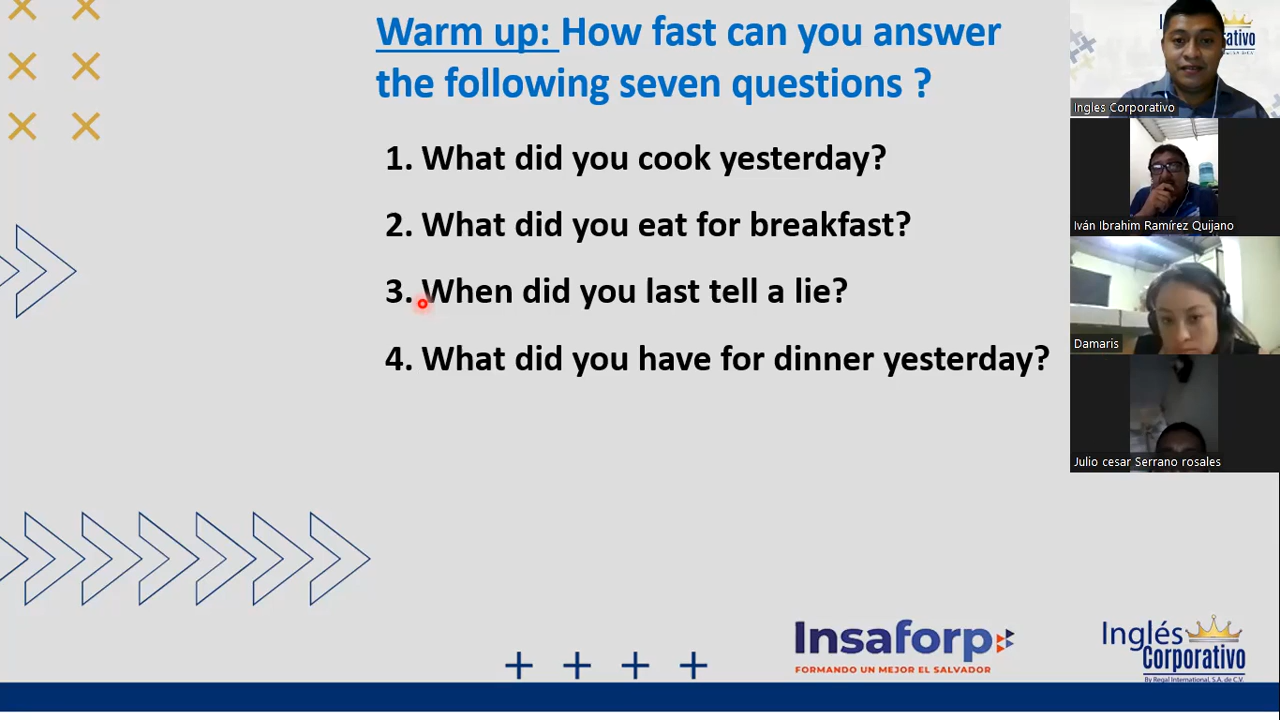 Warm up: How fast can you answer
the following seven questions ?
1. What did you cook yesterday?
2. What did you eat for breakfast?
3. When did you last tell a lie?
4. What did you have for dinner yesterday?
Ingles Corporativo
Iván Ibrahim Ramírez Quijano
Damaris
Julio cesar Serrano rosales
Insaforp
FORMANDO UN MEJOR EL SALVADOR
Inglés
Corporativo
By Regal International, S.A. de C.V.